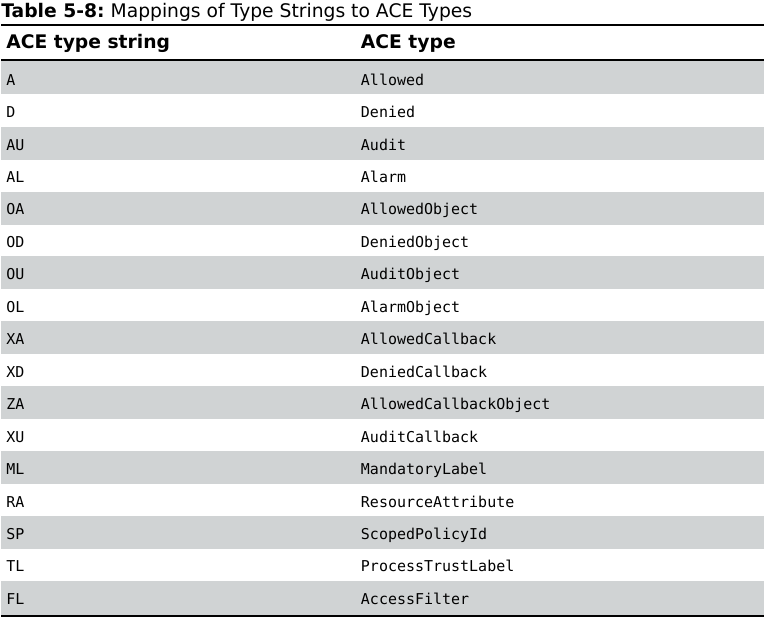 Table 5-8: Mappings of Type Strings to ACE Types
ACE type string ACE type
A Allowed
D Denied
AU Audit
AL Alarm
OA AllowedObject
OD DeniedObject
OU AuditObject
OL AlarmObject
XA AllowedCallback
XD DeniedCallback
ZA AllowedCallbackObject
XU AuditCallback
ML MandatoryLabel
RA ResourceAttribute
SP ScopedPolicyId
TL ProcessTrustLabel
FL AccessFilter